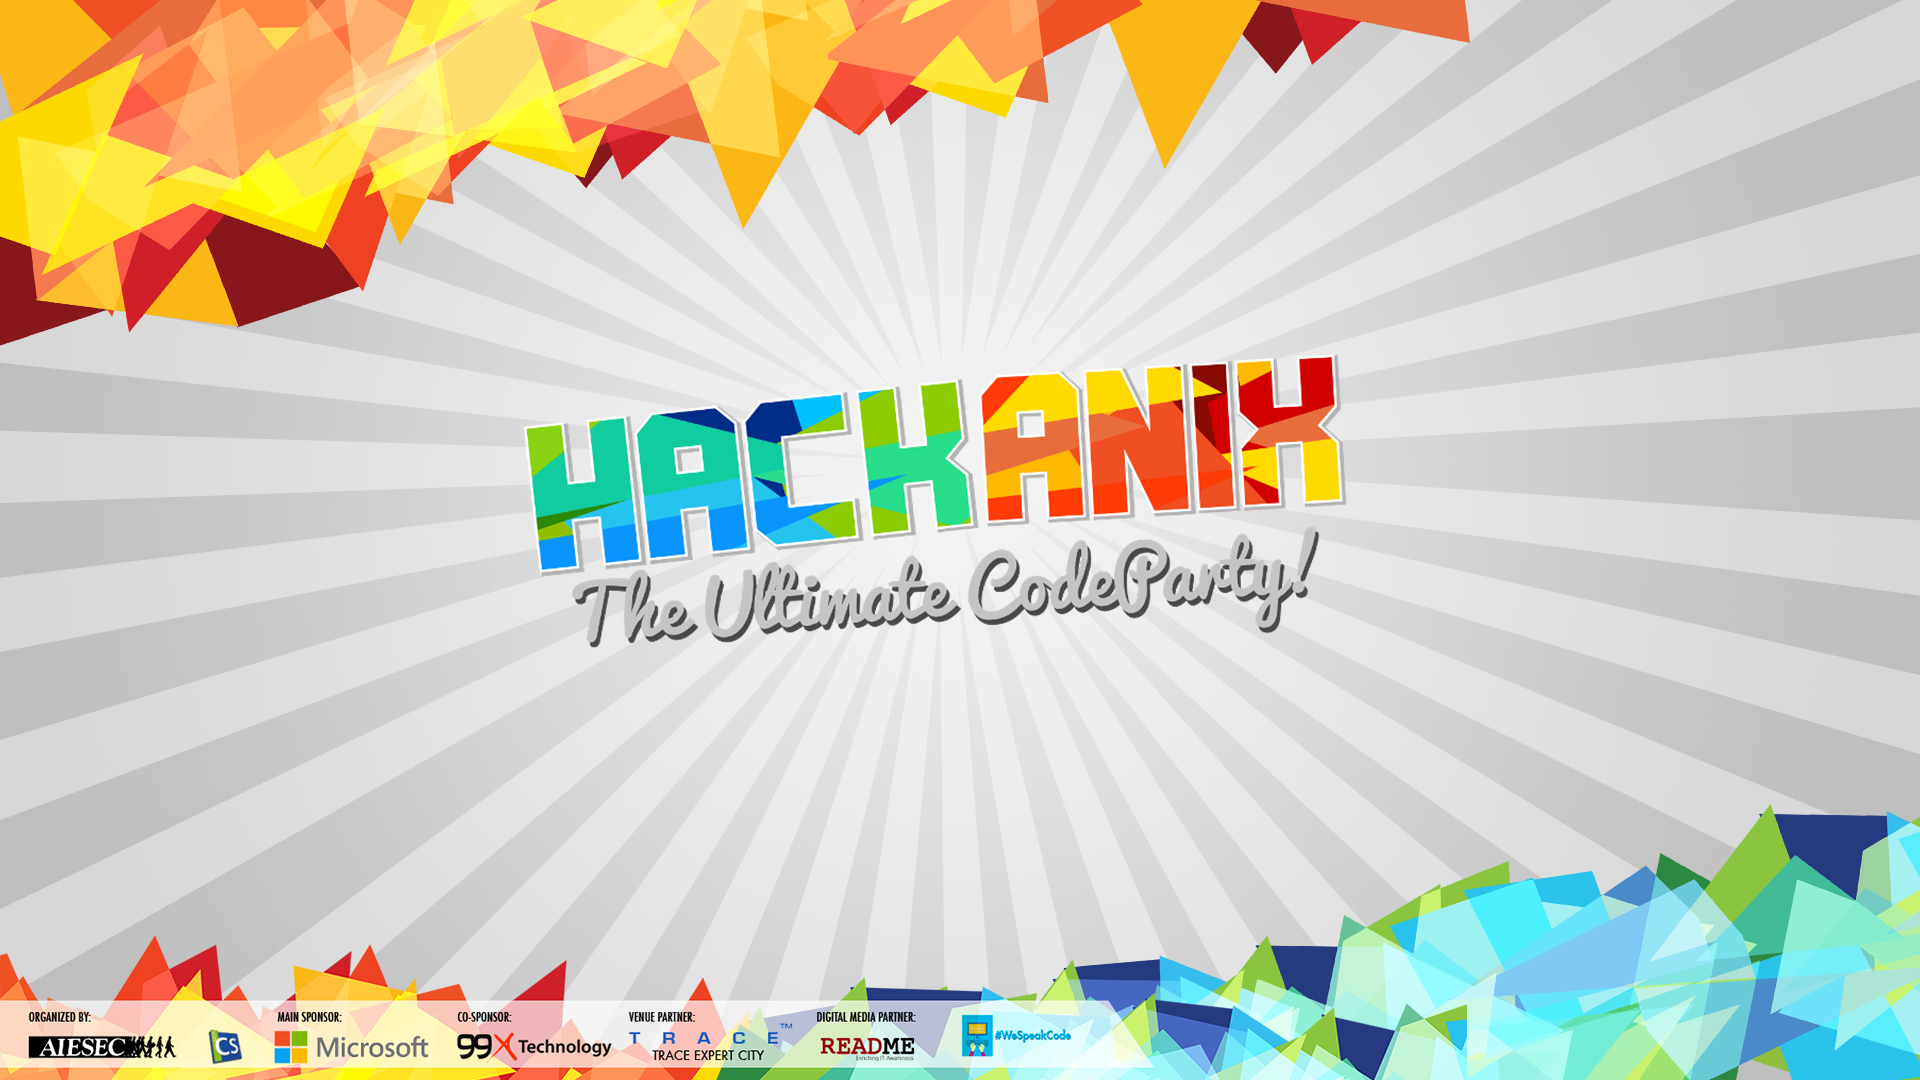 HACKANIX
The Ultimate CodeParty!
ORGANIZED BY:
AIESEC
CS
MAIN SPONSOR:
Microsoft
CO-SPONSOR:
99X Technology
VENUE PARTNER:
TRACE™
TRACE EXPERT CITY
DIGITAL MEDIA PARTNER:
README
Enriching IT Awareness
#WeSpeakCode